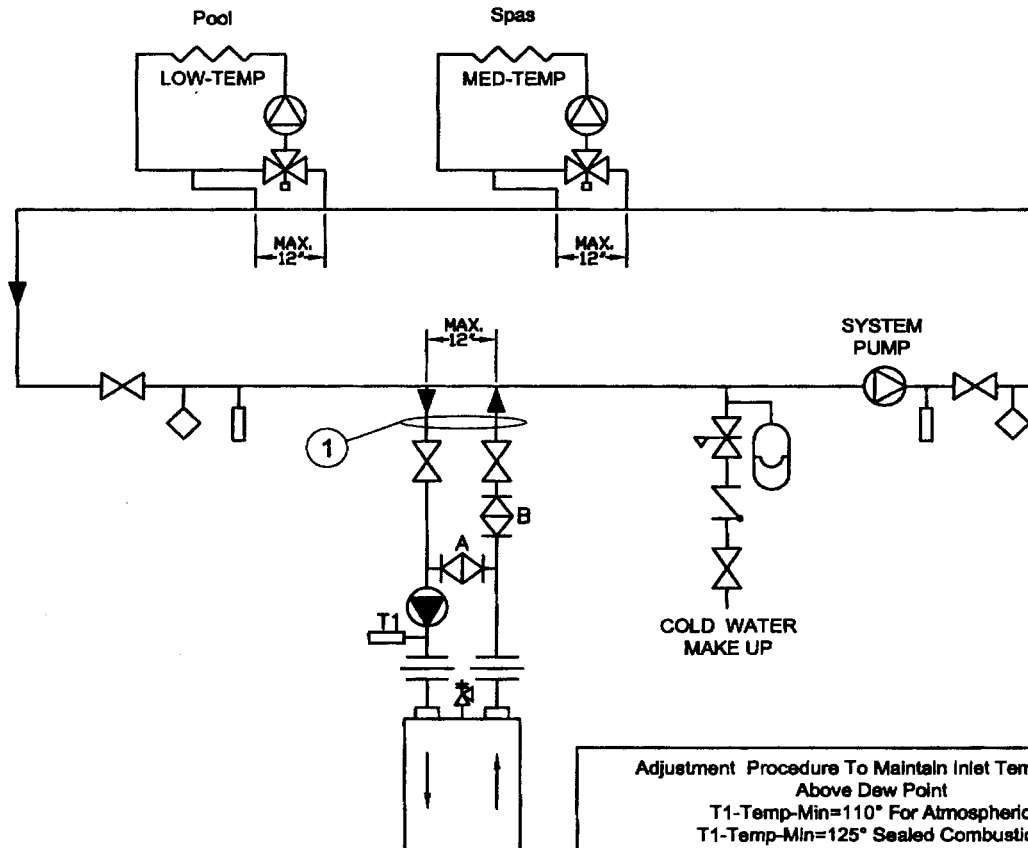 Pool
Spas
LOW-TEMP
MED-TEMP
MAX.
12"
MAX.
12"
MAX.
12"
SYSTEM
PUMP
1
B
A
T1
COLD WATER
MAKE UP
Adjustment Procedure To Maintain Inlet Tem
Above Dew Point
T1-Temp-Min=110° For Atmospheric
T1-Temp-Min=125° Sealed Combustio